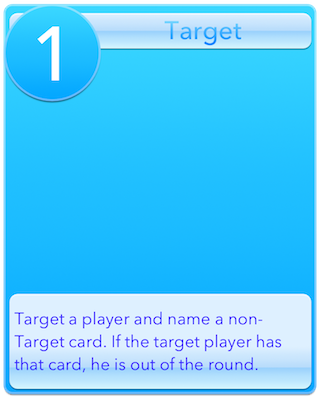 1
Target
Target a player and name a non-
Target card. If the target player has
that card, he is out of the round.